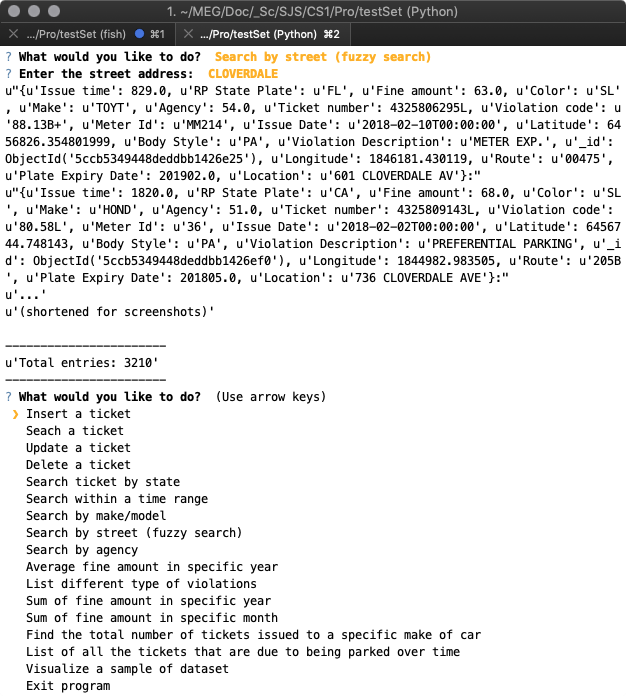 1. ~/MEG/Doc/_Sc/SJS/CS1/Pro/testSet (Python)
.../Pro/testSet (fish) ⌘1 .../Pro/testSet (Python) ⌘2
? What would you like to do? Search by street (fuzzy search)
? Enter the street address: CLOVERDALE
u"{u'Issue time': 829.0, u'RP State Plate': u'FL', u'Fine amount': 63.0, u'Color': u'SL'
, u'Make': u'TOYT', u'Agency': 54.0, u'Ticket number': 4325806295L, u'Violation code': u
'88.13B+', u'Meter Id': u'MM214', u'Issue Date': u'2018-02-10T00:00:00', u'Latitude': 64
56826.354801999, u'Body Style': u'PA', u'Violation Description': u'METER EXP.', u'_id':
ObjectId('5ccb5349448deddbb1426e25'), u'Longitude': 1846181.430119, u'Route': u'00475',
u'Plate Expiry Date': 201902.0, u'Location': u'601 CLOVERDALE AV'}:"
u"{u'Issue time': 1820.0, u'RP State Plate': u'CA', u'Fine amount': 68.0, u'Color': u'SL
', u'Make': u'HOND', u'Agency': 51.0, u'Ticket number': 4325809143L, u'Violation code':
u'80.58L', u'Meter Id': u'36', u'Issue Date': u'2018-02-02T00:00:00', u'Latitude': 64567
44.748143, u'Body Style': u'PA', u'Violation Description': u'PREFERENTIAL PARKING', u'_i
d': ObjectId('5ccb5349448deddbb1426ef0'), u'Longitude': 1844982.983505, u'Route': u'205B
', u'Plate Expiry Date': 201805.0, u'Location': u'736 CLOVERDALE AVE'}:"
u'...'
u'(shortened for screenshots)'
-----------------------
u'Total entries: 3210'
-----------------------
? What would you like to do? (Use arrow keys)
❯ Insert a ticket
Seach a ticket
Update a ticket
Delete a ticket
Search ticket by state
Search within a time range
Search by make/model
Search by street (fuzzy search)
Search by agency
Average fine amount in specific year
List different type of violations
Sum of fine amount in specific year
Sum of fine amount in specific month
Find the total number of tickets issued to a specific make of car
List of all the tickets that are due to being parked over time
Visualize a sample of dataset
Exit program